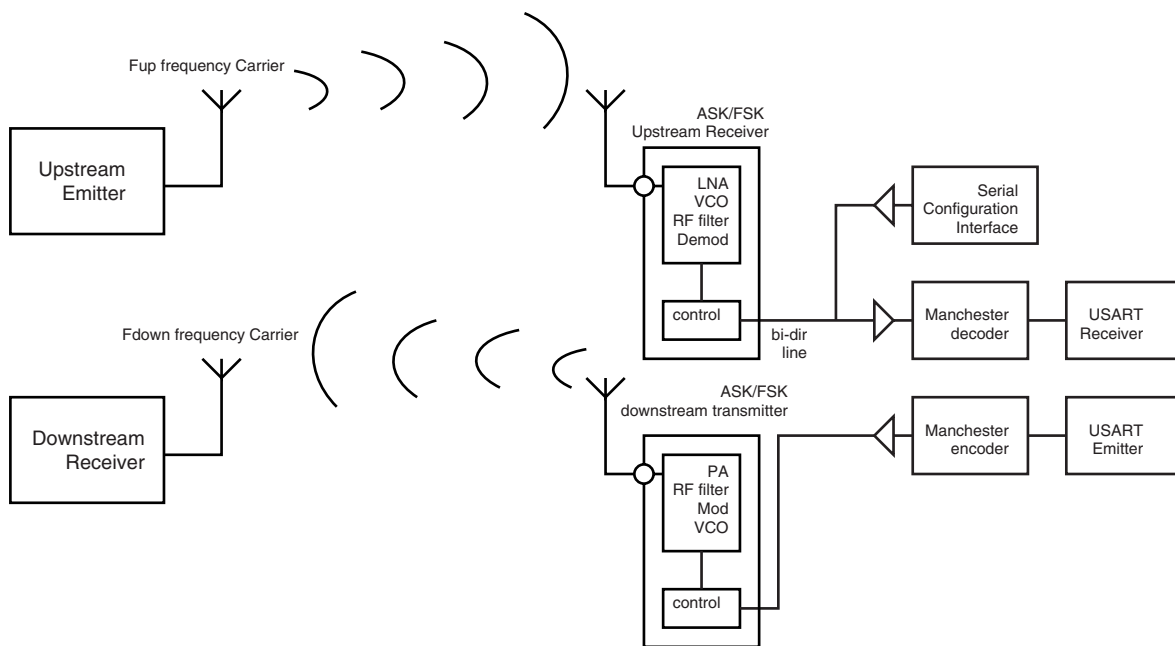 Fup frequency Carrier
Upstream
Emitter
ASK/FSK
Upstream Receiver
LNA
VCO
RF filter
Demod
control
bi-dir
line
Serial
Configuration
Interface
Manchester
decoder
USART
Receiver
Fdown frequency Carrier
Downstream
Receiver
ASK/FSK
downstream transmitter
PA
RF filter
Mod
VCO
control
Manchester
encoder
USART
Emitter